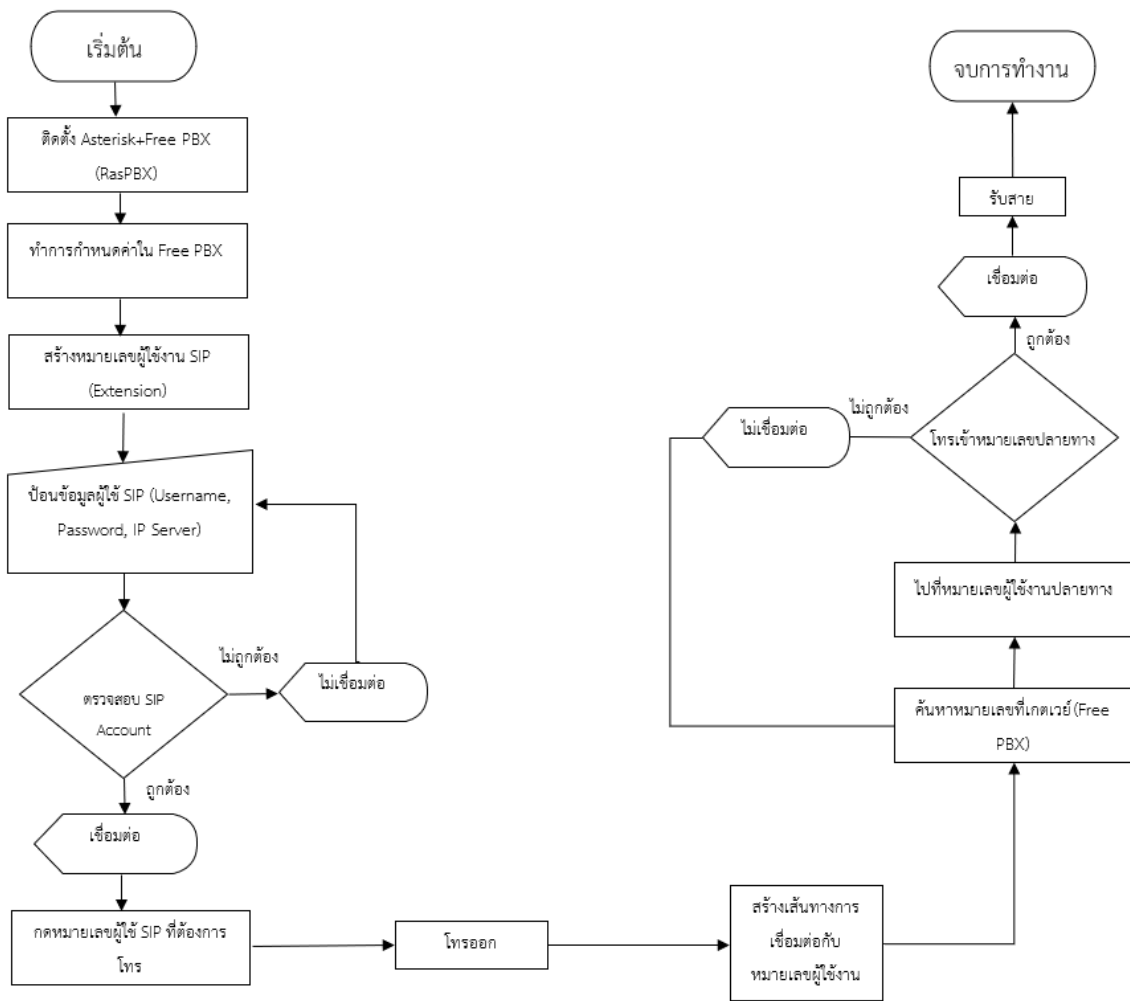 เริ่มต้น
ติดตั้ง Asterisk+Free PBX
(RasPBX)
ทำการกำหนดค่าใน Free PBX
สร้างหมายเลขผู้ใช้งาน SIP
(Extension)
ป้อนข้อมูลผู้ใช้ SIP (Username,
Password, IP Server)
ตรวจสอบ SIP
Account
ไม่ถูกต้อง
ไม่เชื่อมต่อ
ถูกต้อง
เชื่อมต่อ
กดหมายเลขผู้ใช้ SIP ที่ต้องการ
โทร
โทรออก
สร้างเส้นทางการ
เชื่อมต่อกับ
หมายเลขผู้ใช้งาน
ค้นหาหมายเลขที่เกตเวย์(Free
PBX)
ไปที่หมายเลขผู้ใช้งานปลายทาง
โทรเข้าหมายเลขปลายทาง
ไม่ถูกต้อง
ไม่เชื่อมต่อ
ถูกต้อง
เชื่อมต่อ
รับสาย
จบการทำงาน